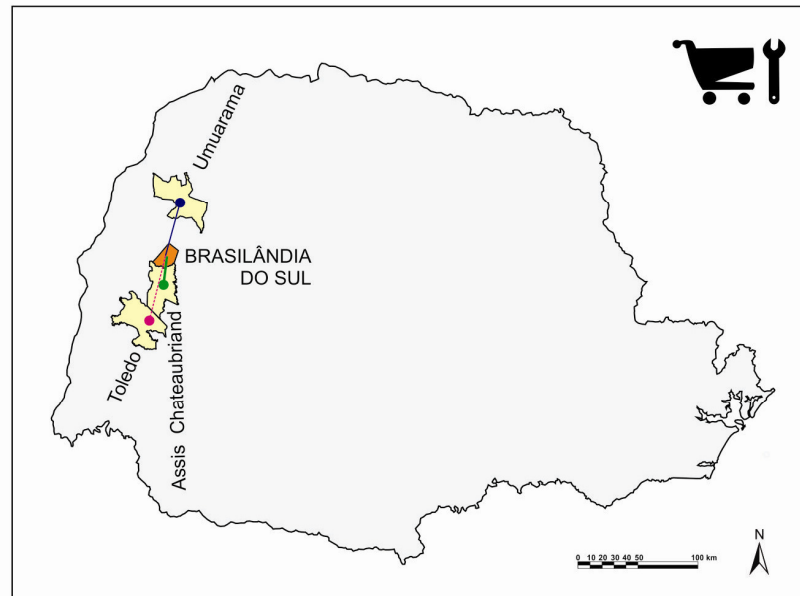 Umuarama
BRASILÂNDIA
DO SUL
Toledo
Assis Chateaubriand
N
0 10 20 30 40 50 100 km